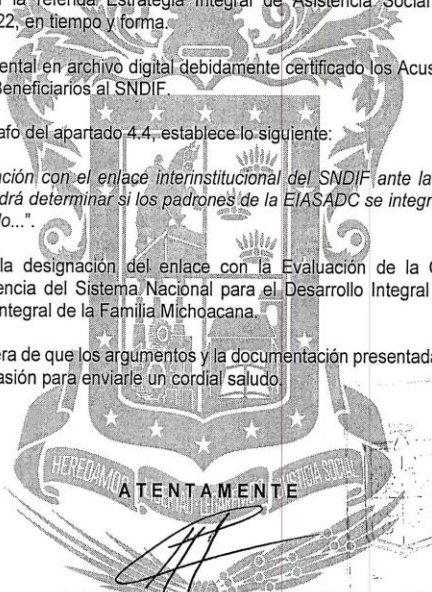 la referida Estrategia Integral de Asistencia Social
22, en tiempo y forma.
ental en archivo digital debidamente certificado los Acus
Beneficiarios al SNDIF.
afo del apartado 4.4, establece lo siguiente:
ación con el enlace interinstitucional del SNDIF ante la
drá determinar si los padrones de la EIASADC se integr
lo...".
la designación del enlace con la Evaluación de la
encia del Sistema Nacional para el Desarrollo Integral
Integral de la Familia Michoacana.
era de que los argumentos y la documentación presentada
asión para enviarle un cordial saludo.
HEREDAMOS LIBERTAD JUSTICIA SOCIAL
ATENTAMENTE